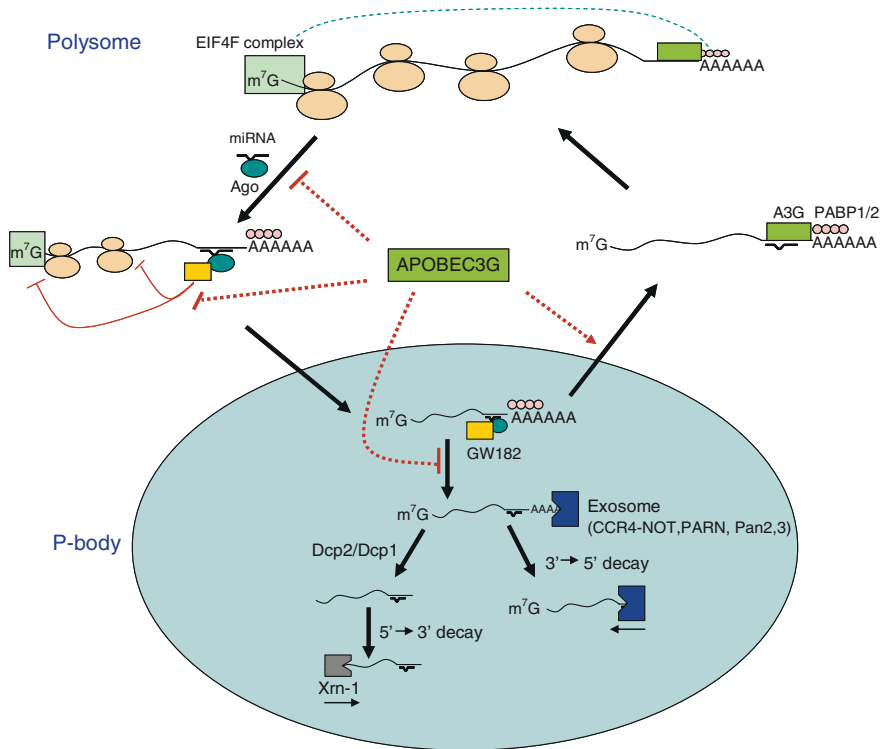 Polysome
EIF4F complex
m⁷G
AAAAAA
miRNA
Ago
m⁷G
AAAAAA
APOBEC3G
A3G PABP1/2
m⁷G
AAAAAA
m⁷G
AAAAAA
GW182
P-body
m⁷G
AAAA
Exosome
(CCR4-NOT,PARN, Pan2,3)
Dcp2/Dcp1
3’→ 5’ decay
m⁷G
5’→ 3’ decay
Xrn-1